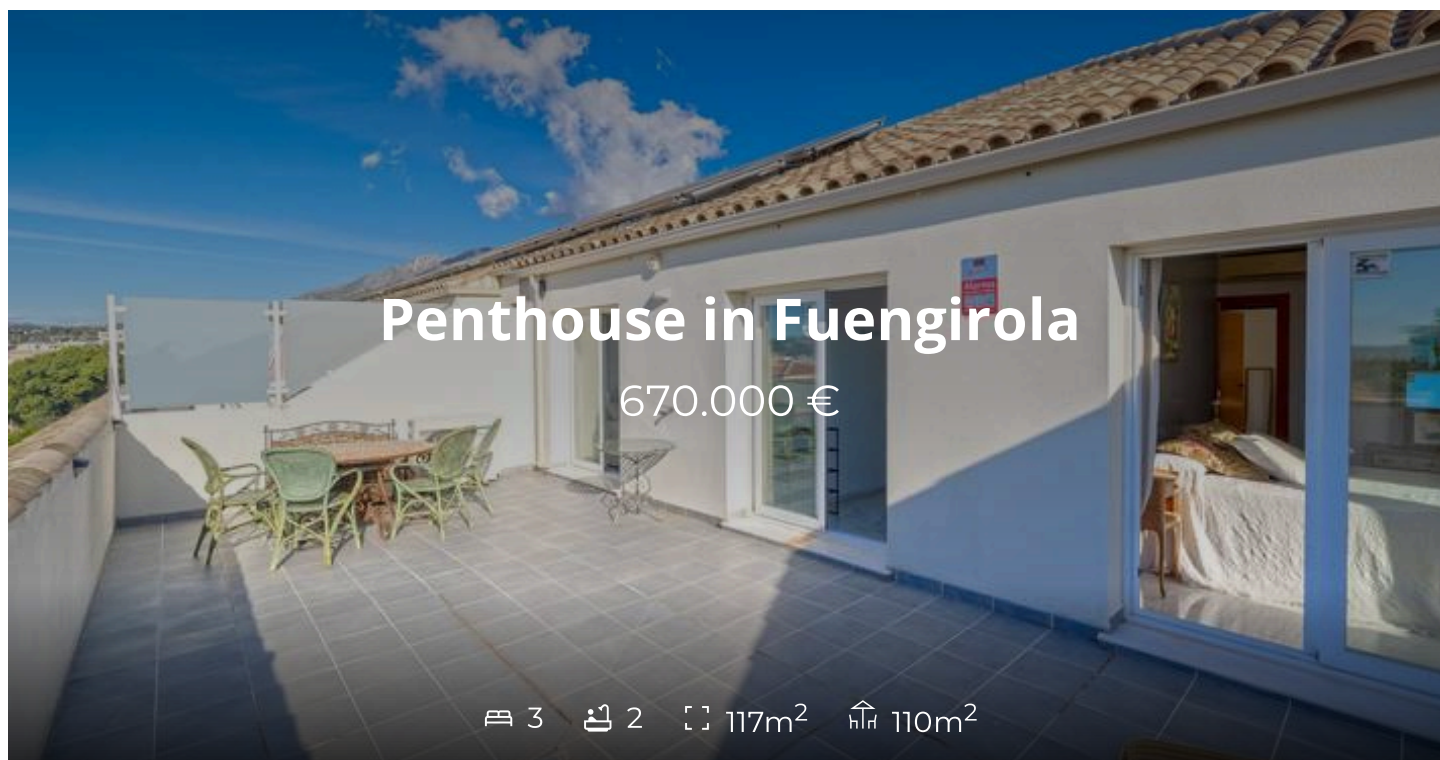 Penthouse in Fuengirola
670.000 €
3 2 117m² 110m²